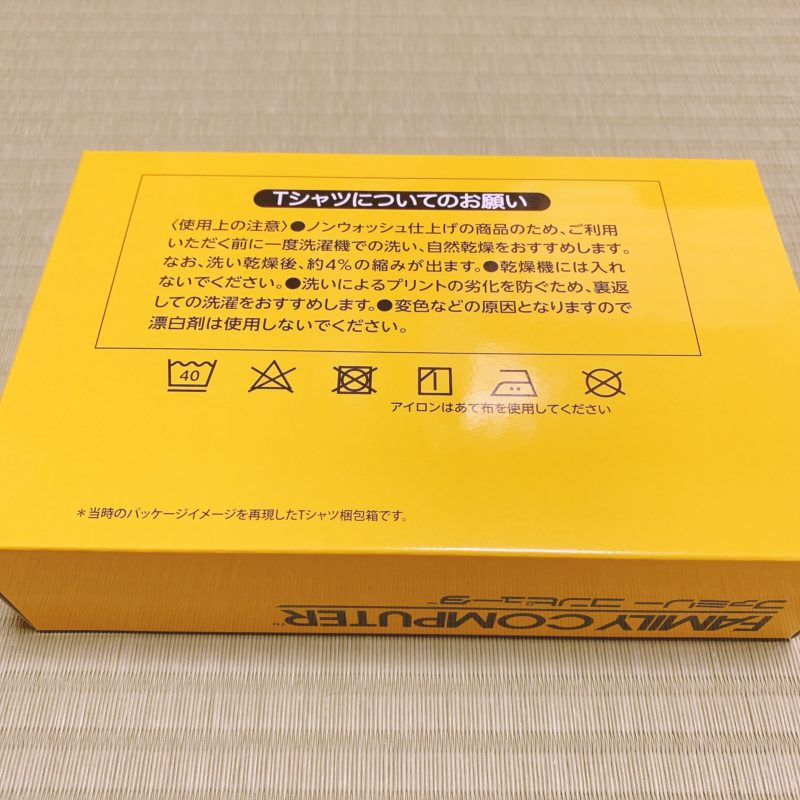 Tシャツについてのお願い
〈使用上の注意〉●ノンウォッシュ仕上げの商品のため、ご利用
いただく前に一度洗濯機での洗い、自然乾燥をおすすめします。
なお、洗い乾燥後、約4%の縮みが出ます。●乾燥機には入れ
ないでください。●洗いによるプリントの劣化を防ぐため、裏返
しての洗濯をおすすめします。●変色などの原因となりますので
漂白剤は使用しないでください。
40
アイロンはあて布を使用してください
＊当時のパッケージイメージを再現したTシャツ梱包箱です。
ファミリー コンピュータ™
FAMILY COMPUTER™